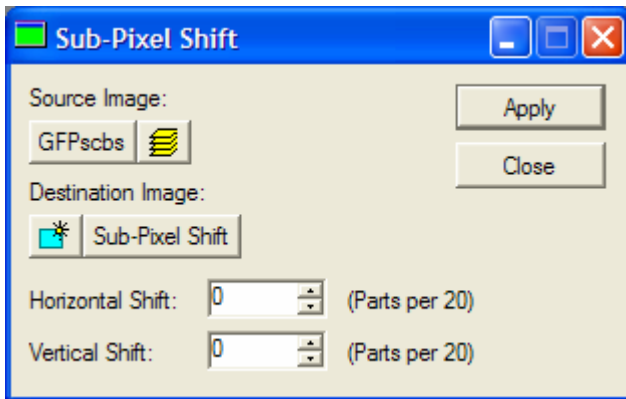 Sub-Pixel Shift
Source Image:
Apply
GFPscbs
Close
Destination Image:
Sub-Pixel Shift
Horizontal Shift: 0 (Parts per 20)
Vertical Shift: 0 (Parts per 20)